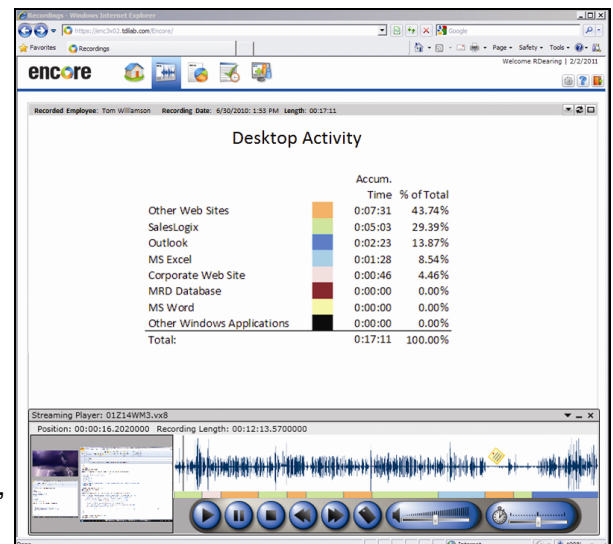 Recordings - Windows Internet Explorer
https://enc3v02.tdilab.com/Encore/
Google
Favorites Recordings Page Safety Tools
encore
Welcome RDearing | 2/2/2011
Recorded Employee: Tom Williamson Recording Date: 6/30/2010: 1:53 PM Length: 00:17:11
Desktop Activity
Accum.
Time % of Total
Other Web Sites 0:07:31 43.74%
SalesLogix 0:05:03 29.39%
Outlook 0:02:23 13.87%
MS Excel 0:01:28 8.54%
Corporate Web Site 0:00:46 4.46%
MRD Database 0:00:00 0.00%
MS Word 0:00:00 0.00%
Other Windows Applications 0:00:00 0.00%
Total: 0:17:11 100.00%
Streaming Player: 01Z14WM3.vx8
Position: 00:00:16.2020000 Recording Length: 00:12:13.5700000
,